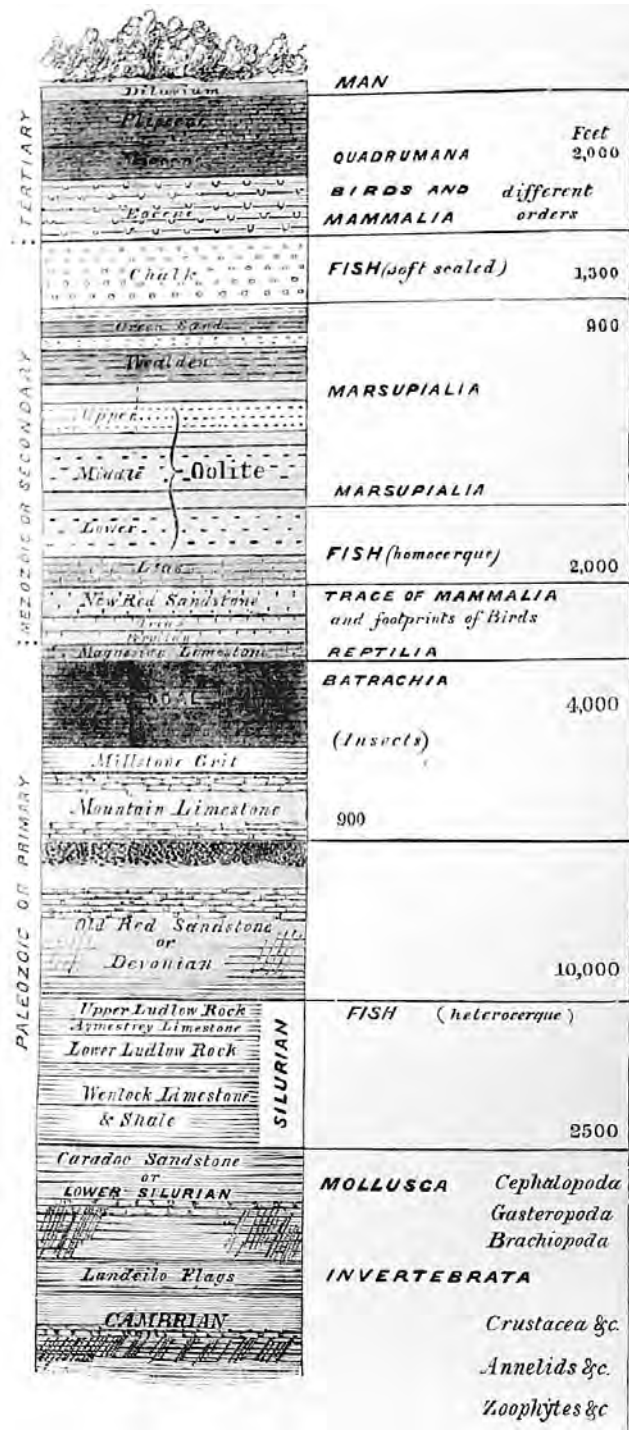 MAN
Diluvium
Pliocene
Feet
Miocene
QUADRUMANA 2,000
BIRDS AND different
Eocene
MAMMALIA orders
TERTIARY
Chalk
FISH (soft scaled) 1,300
Green Sand
900
Wealden
MARSUPIALIA
Upper
Middle
Oolite
MARSUPIALIA
Lower
FISH (homocerque)
Lias
2,000
MEZOZOIC OR SECONDARY
New Red Sandstone
TRACE OF MAMMALIA
and footprints of Birds
Trias
Permian
Magnesian Limestone
REPTILIA
BATRACHIA
COAL
4,000
(Insects)
Millstone Grit
Mountain Limestone
900
Old Red Sandstone
or
Devonian
10,000
PALEOZOIC OR PRIMARY
Upper Ludlow Rock
FISH (heterocerque)
Aymestrey Limestone
Lower Ludlow Rock
Wenlock Limestone
& Shale
SILURIAN
2500
Caradoc Sandstone
or
LOWER SILURIAN
MOLLUSCA Cephalopoda
Gasteropoda
Brachiopoda
Landeilo Flags
INVERTEBRATA
CAMBRIAN
Crustacea &c.
Annelids &c.
Zoophytes &c